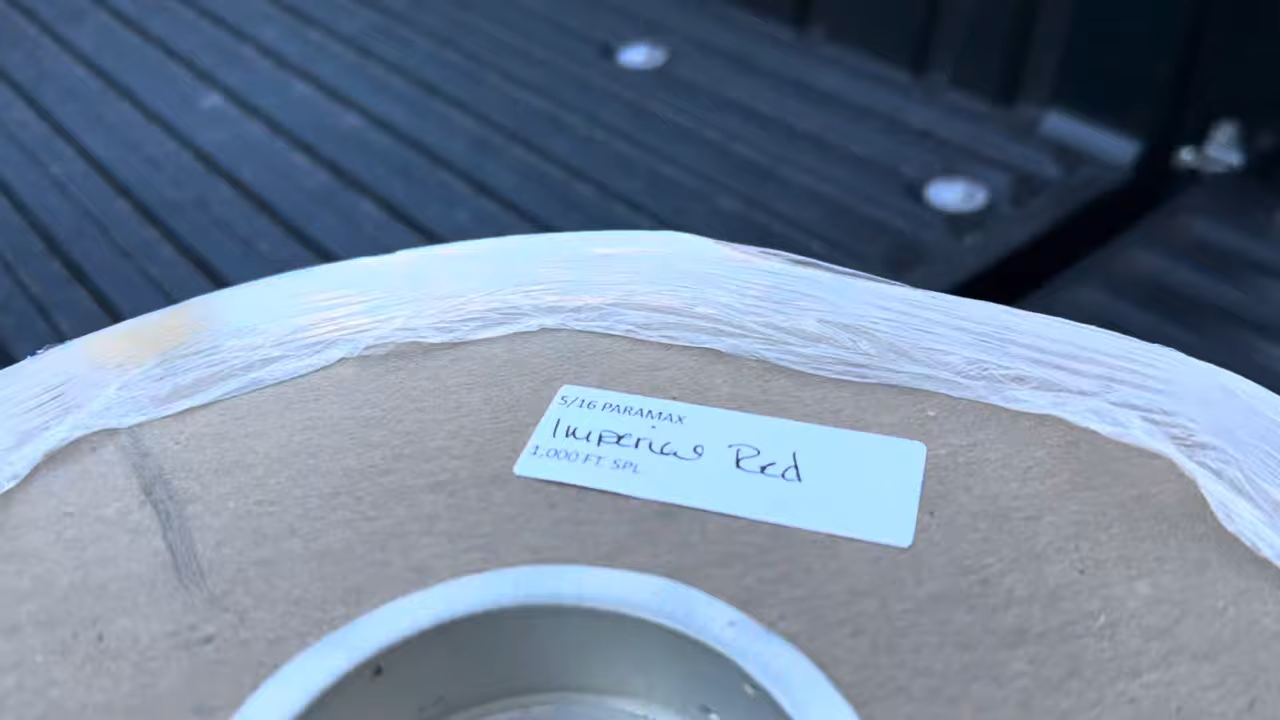 5/16 PARAMAX
Imperial Red
1,000 FT. SPL